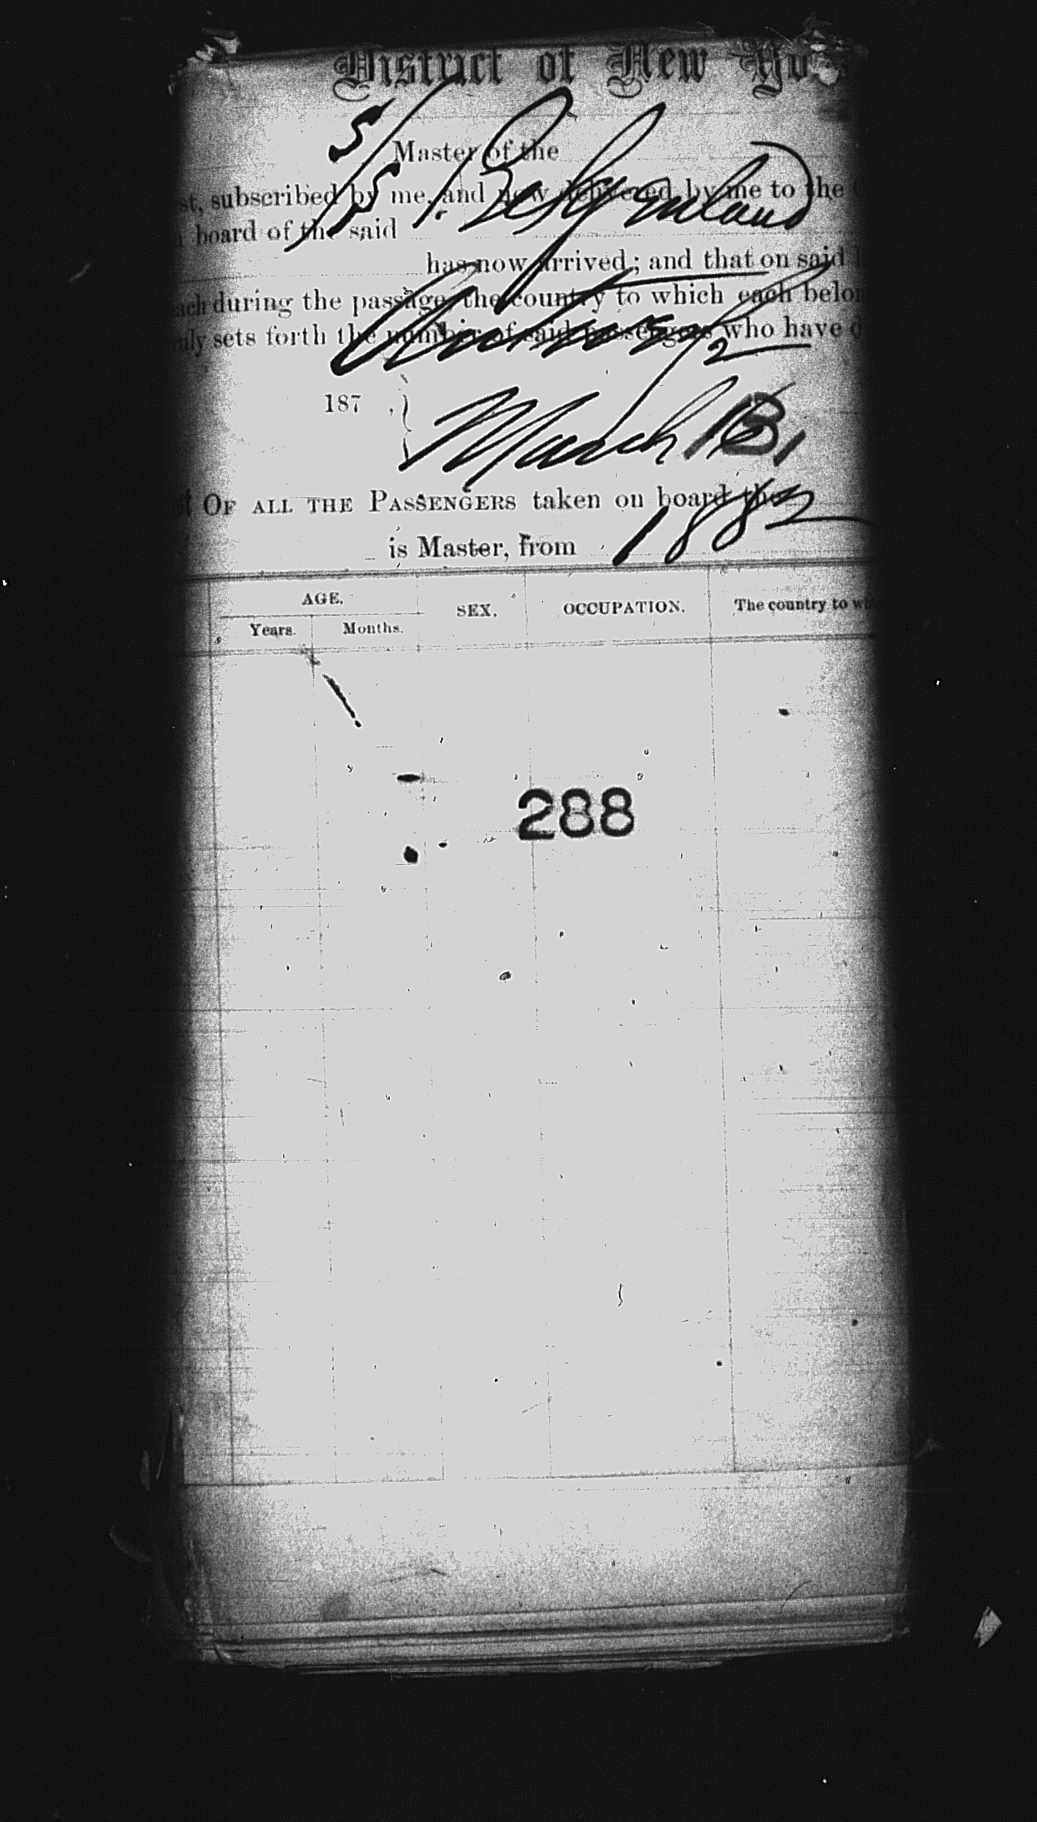 District of New Yo
S/S
Master of the
st, subscribed by me, and now delivered by me to the
S.S. Belgenland
board of the said
has now arrived; and that on said
each during the passage, the country to which each belon
uly sets forth the number of said passengers who have d
Antwerp
187
March 13,
t Of all the Passengers taken on board the
1882
is Master, from
AGE.
SEX.
OCCUPATION.
The country to wh
Years.
Months.
288